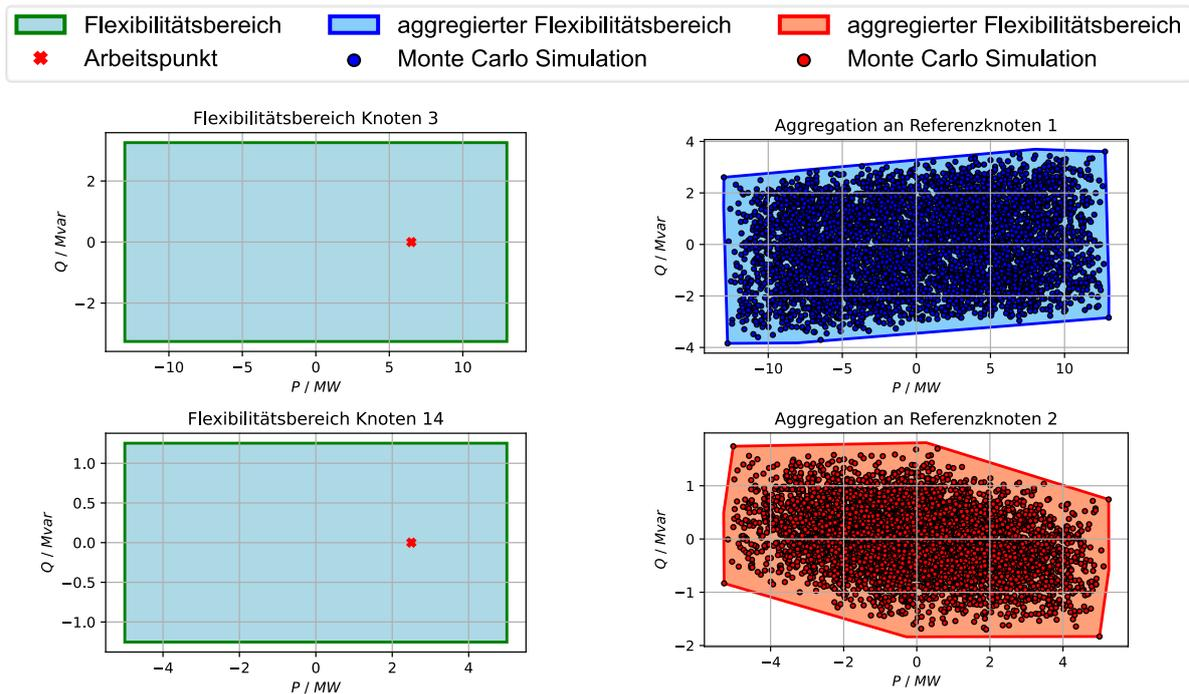 Flexibilitätsbereich aggregierter Flexibilitätsbereich aggregierter Flexibilitätsbereich
Arbeitspunkt Monte Carlo Simulation Monte Carlo Simulation
Flexibilitätsbereich Knoten 3
Q / Mvar
2
0
−2
−10 −5 0 5 10
P / MW
Aggregation an Referenzknoten 1
Q / Mvar
4
2
0
−2
−4
−10 −5 0 5 10
P / MW
Flexibilitätsbereich Knoten 14
Q / Mvar
1.0
0.5
0.0
−0.5
−1.0
−4 −2 0 2 4
P / MW
Aggregation an Referenzknoten 2
Q / Mvar
1
0
−1
−2
−4 −2 0 2 4
P / MW